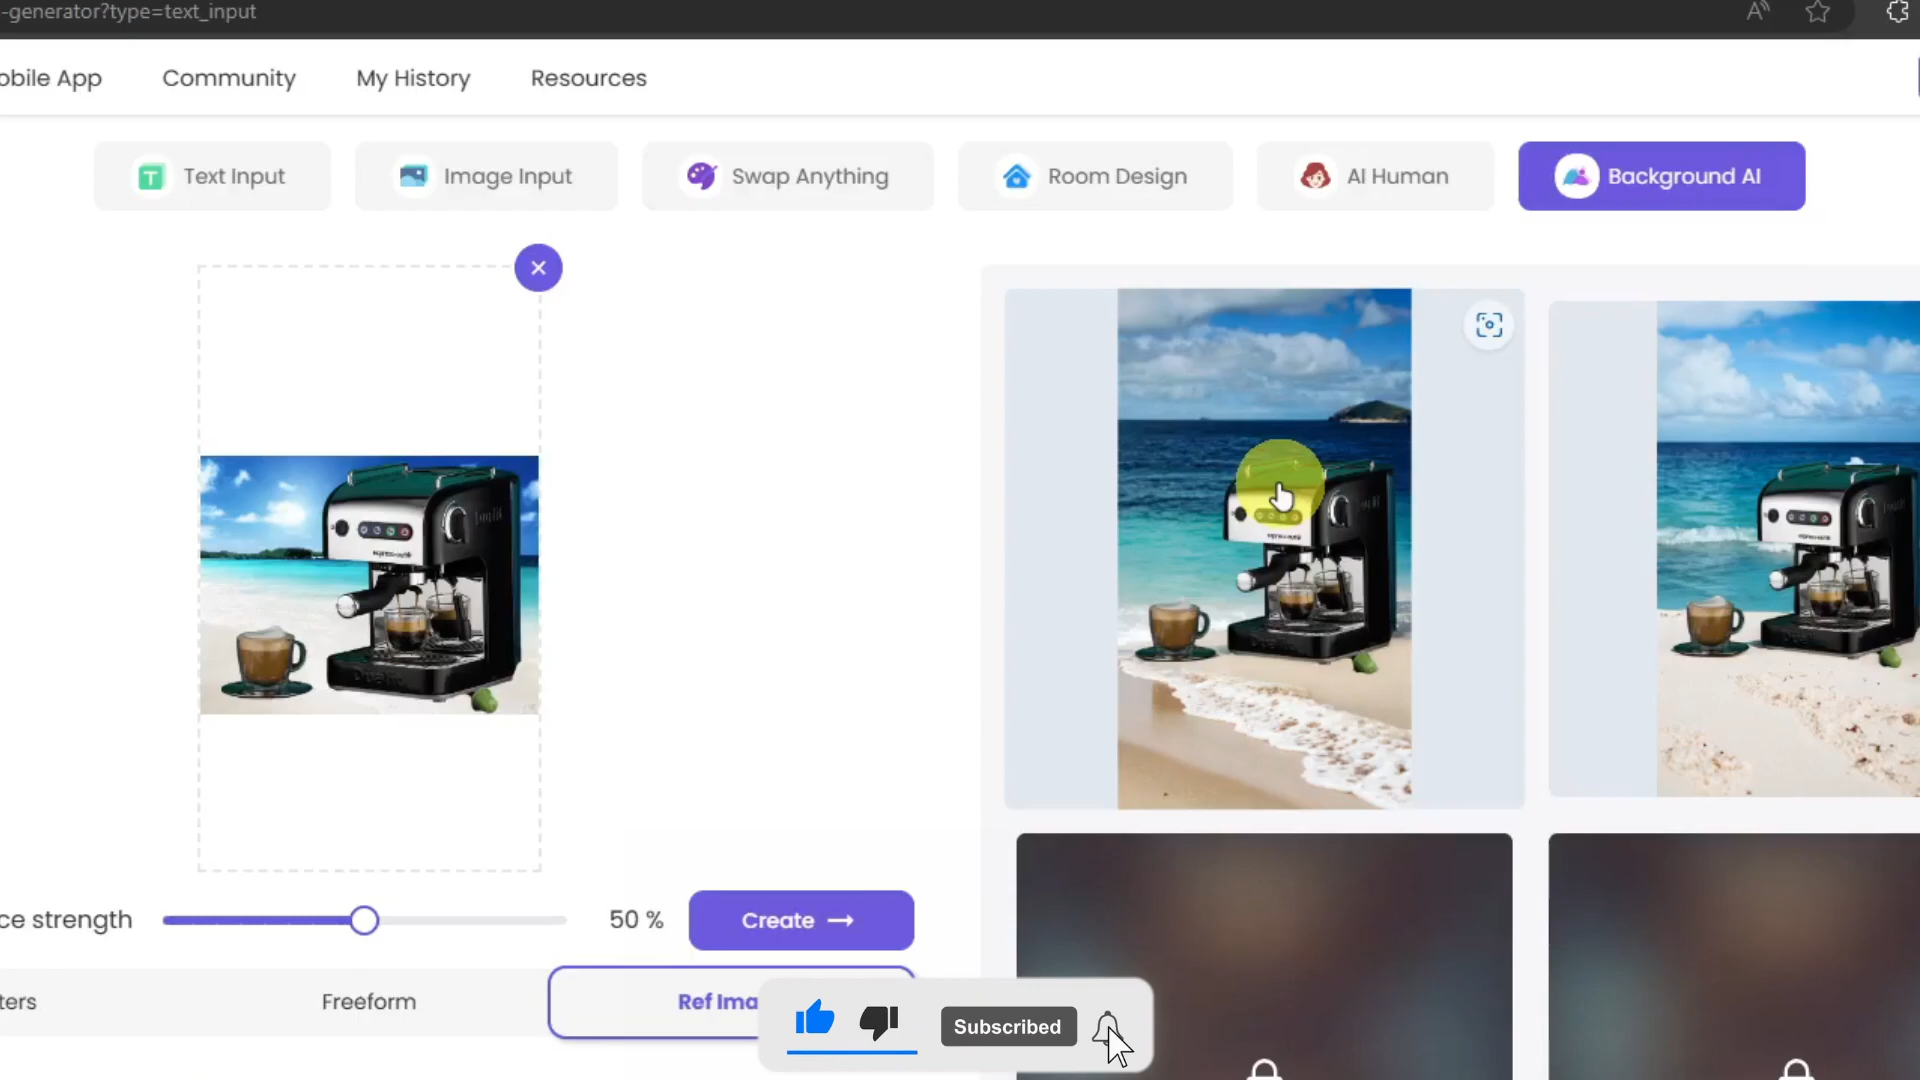 -generator?type=text_input
obile App Community My History Resources
Text Input Image Input Swap Anything Room Design AI Human Background AI
ce strength 50 % Create →
ters Freeform Ref Ima
Subscribed